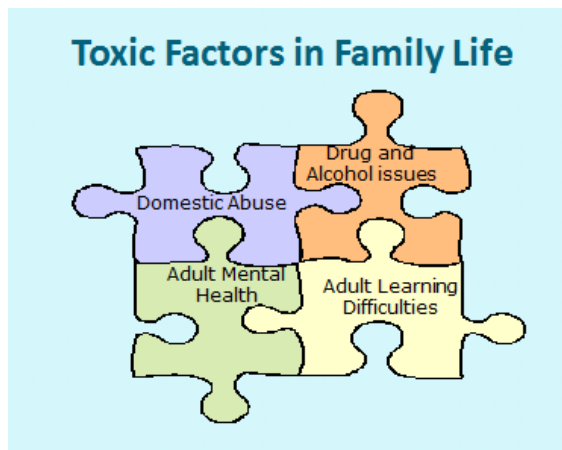 Toxic Factors in Family Life
Drug and
Alcohol issues
Domestic Abuse
Adult Mental
Health
Adult Learning
Difficulties